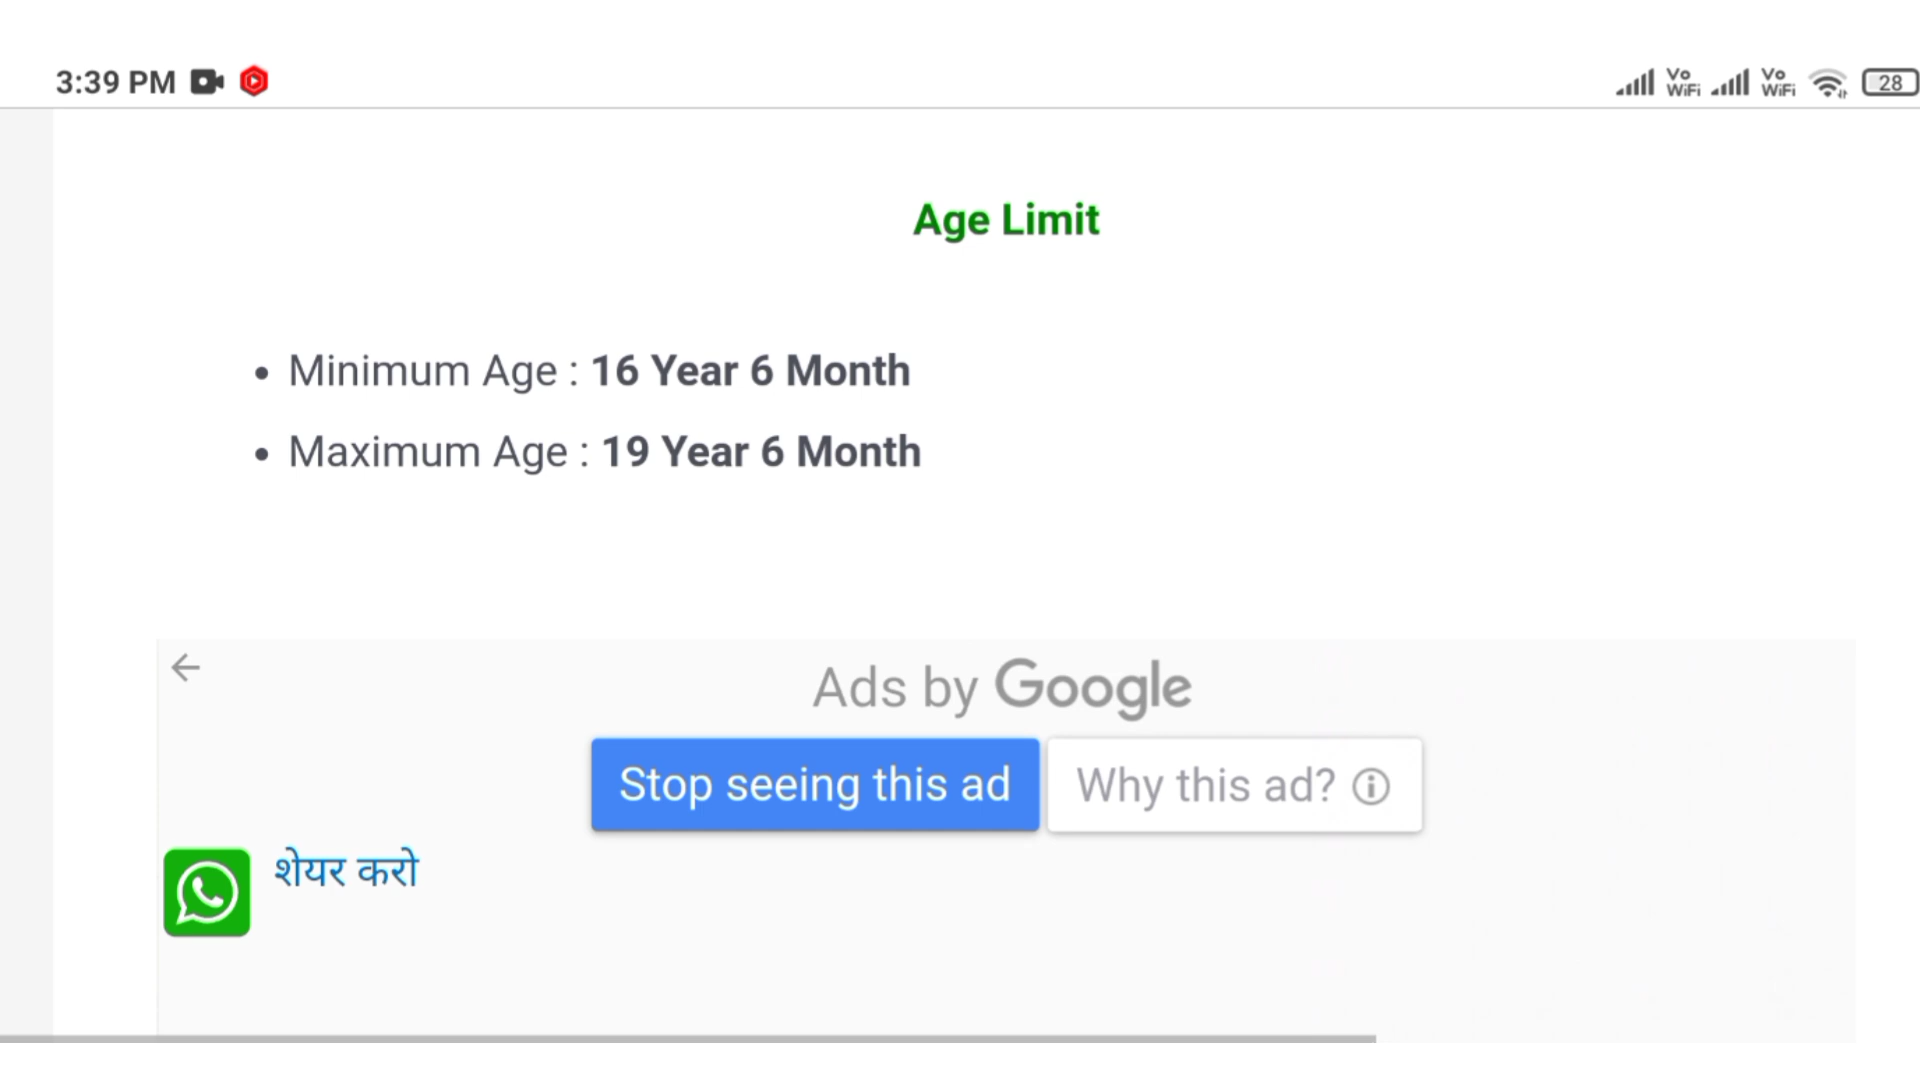 3:39 PM Vo WiFi Vo WiFi 28
Age Limit
• Minimum Age : 16 Year 6 Month
• Maximum Age : 19 Year 6 Month
Ads by Google
Stop seeing this ad Why this ad?
शेयर करो